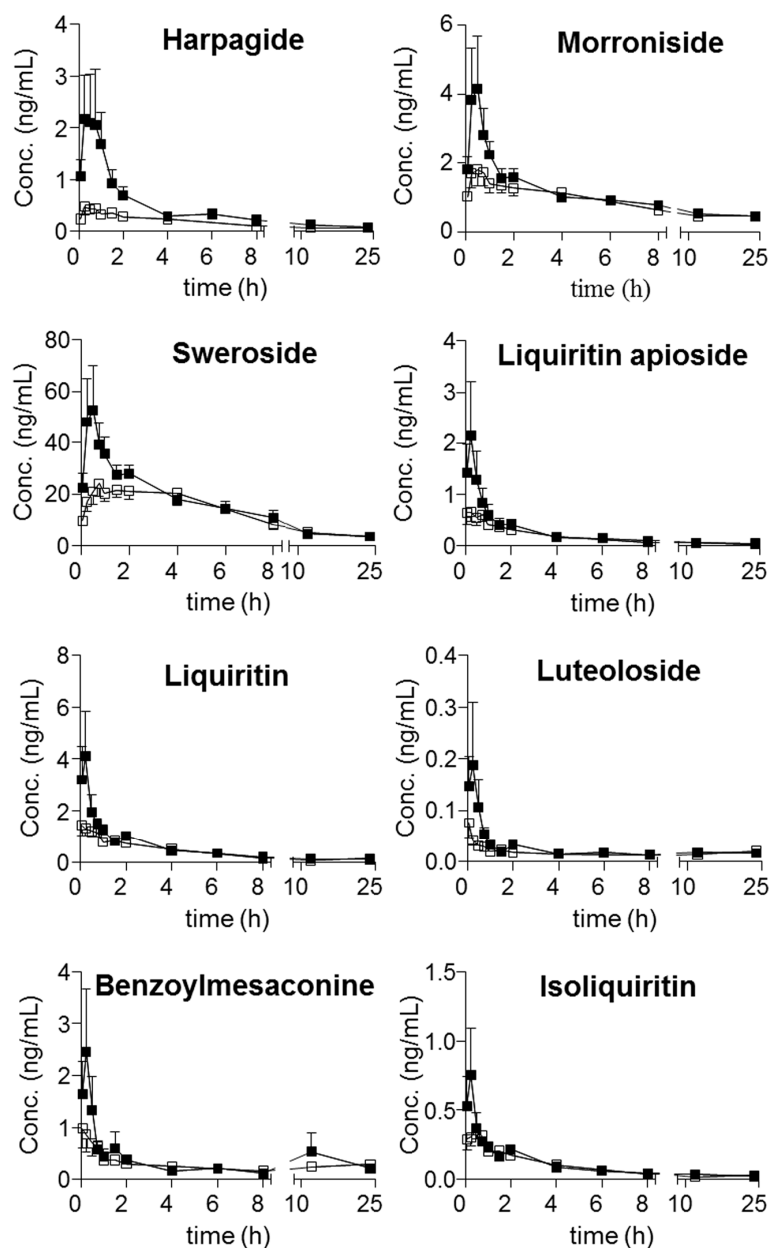 Harpagide
Conc. (ng/mL)
4
3
2
1
0
0 2 4 6 8 10 25
time (h)
Morroniside
Conc. (ng/mL)
6
4
2
0
0 2 4 6 8 10 25
time (h)
Sweroside
Conc. (ng/mL)
80
60
40
20
0
0 2 4 6 8 10 25
time (h)
Liquiritin apioside
Conc. (ng/mL)
4
3
2
1
0
0 2 4 6 8 10 25
time (h)
Liquiritin
Conc. (ng/mL)
8
6
4
2
0
0 2 4 6 8 10 25
time (h)
Luteoloside
Conc. (ng/mL)
0.4
0.3
0.2
0.1
0.0
0 2 4 6 8 10 25
time (h)
Benzoylmesaconine
Conc. (ng/mL)
4
3
2
1
0
0 2 4 6 8 10 25
time (h)
Isoliquiritin
Conc. (ng/mL)
1.5
1.0
0.5
0.0
0 2 4 6 8 10 25
time (h)